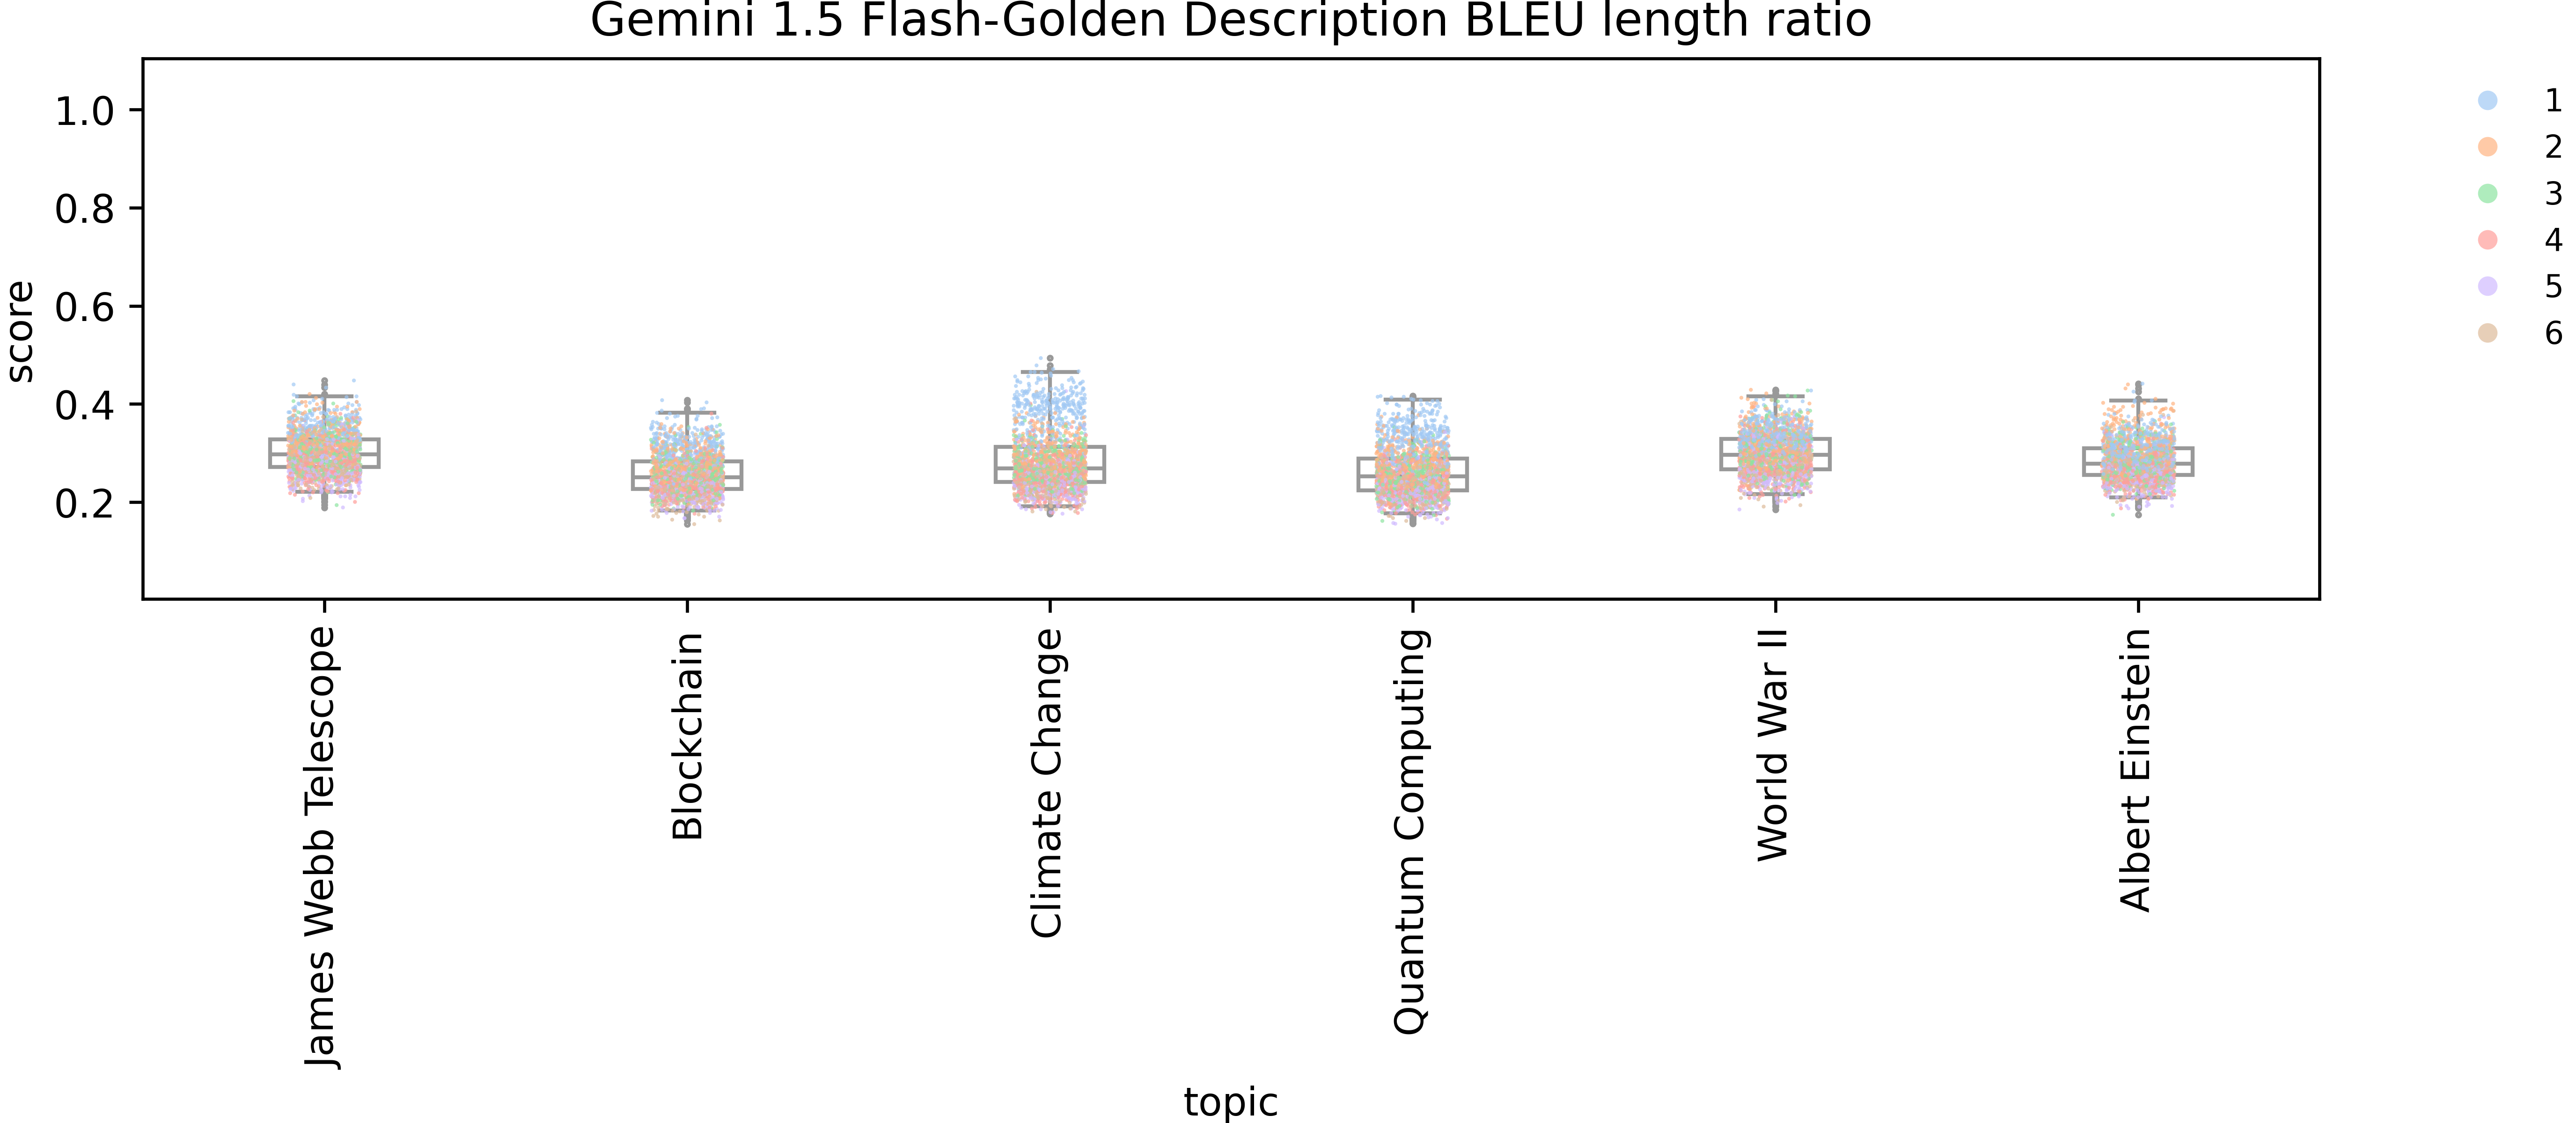 Gemini 1.5 Flash-Golden Description BLEU length ratio
1.0
0.8
0.6
0.4
0.2
score
James Webb Telescope
Blockchain
Climate Change
Quantum Computing
World War II
Albert Einstein
topic
1
2
3
4
5
6